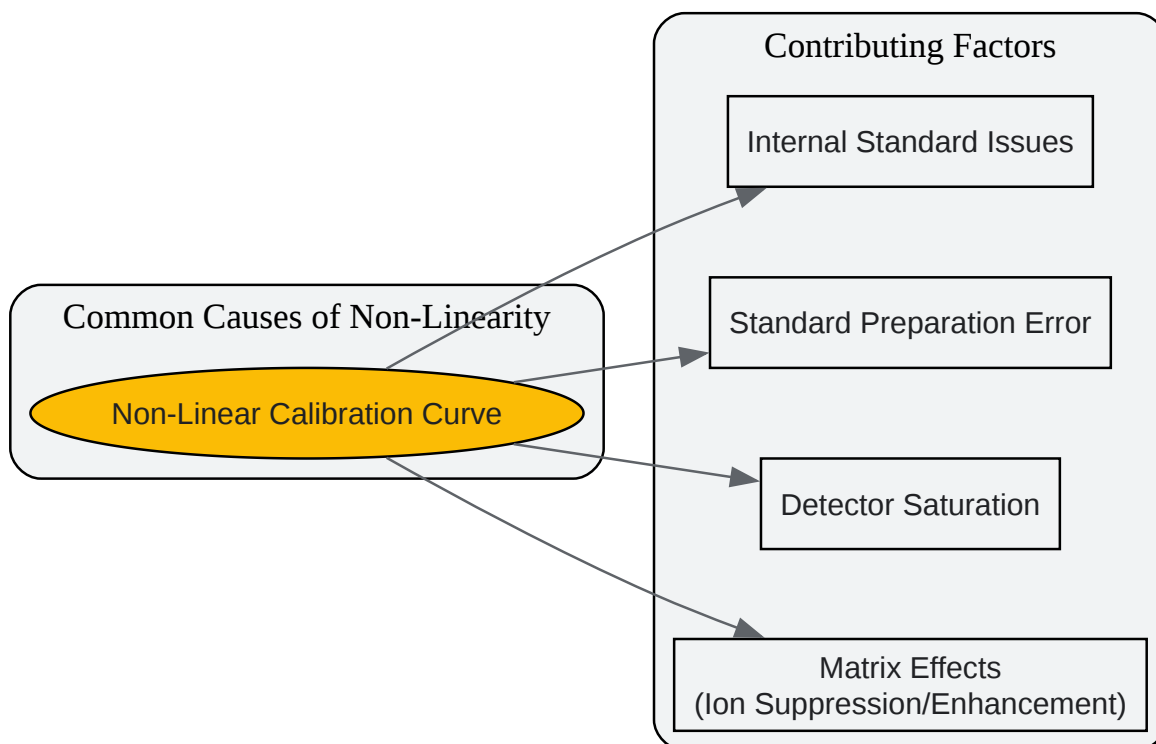 Common Causes of Non-Linearity
Non-Linear Calibration Curve
Contributing Factors
Internal Standard Issues
Standard Preparation Error
Detector Saturation
Matrix Effects
(Ion Suppression/Enhancement)